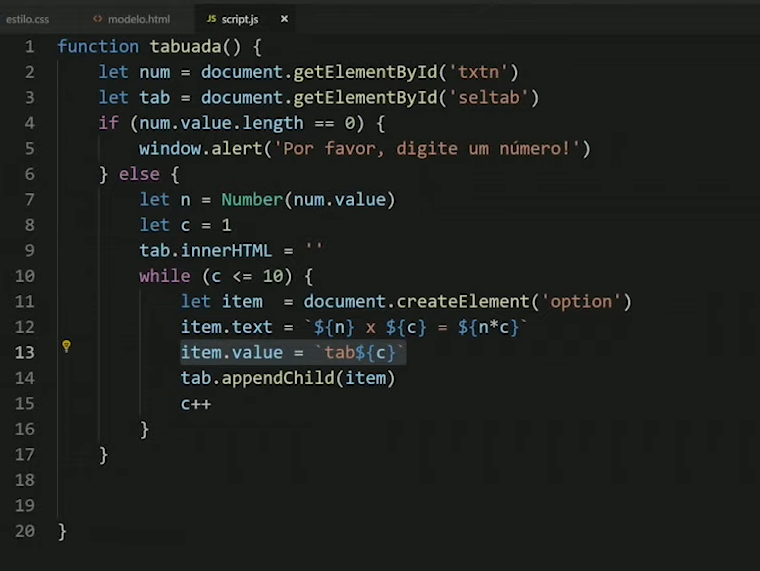 estilo.css <> modelo.html JS script.js ×
1 function tabuada() {
2 let num = document.getElementById('txtn')
3 let tab = document.getElementById('seltab')
4 if (num.value.length == 0) {
5 window.alert('Por favor, digite um número!')
6 } else {
7 let n = Number(num.value)
8 let c = 1
9 tab.innerHTML = ''
10 while (c <= 10) {
11 let item  = document.createElement('option')
12 item.text = `${n} x ${c} = ${n*c}`
13 item.value = `tab${c}`
14 tab.appendChild(item)
15 c++
16 }
17 }
18
19
20 }